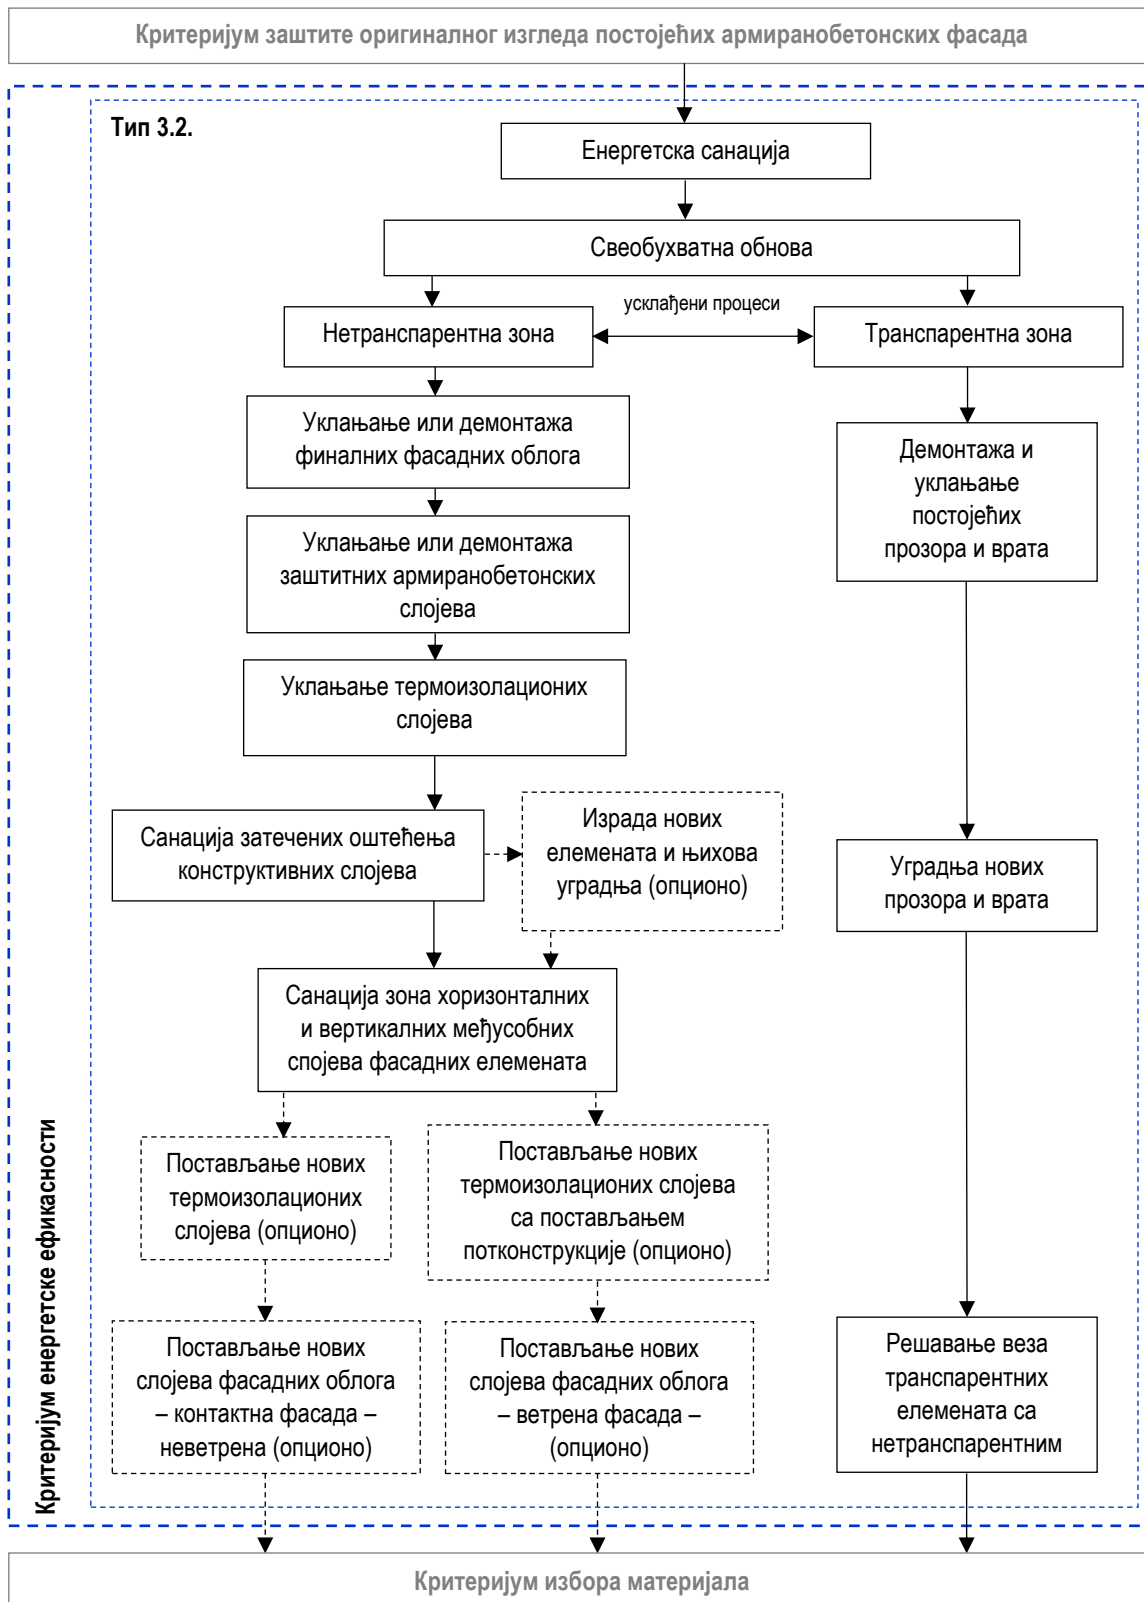 Критеријум заштите оригиналног изгледа постојећих армиранобетонских фасада
Тип 3.2.
Енергетска санација
Свеобухватна обнова
усклађени процеси
Нетранспарентна зона
Транспарентна зона
Уклањање или демонтажа
финалних фасадних облога
Демонтажа и
уклањање
постојећих
прозора и врата
Уклањање или демонтажа
заштитних армиранобетонских
слојева
Уклањање термоизолационих
слојева
Санација затечених оштећења
конструктивних слојева
Израда нових
елемената и њихова
уградња (опционо)
Уградња нових
прозора и врата
Санација зона хоризонталних
и вертикалних међусобних
спојева фасадних елемената
Постављање нових
термоизолационих
слојева (опционо)
Постављање нових
термоизолационих слојева
са постављањем
потконструкције (опционо)
Постављање нових
слојева фасадних облога
– контактна фасада –
неветрена (опционо)
Постављање нових
слојева фасадних облога
– ветрена фасада –
(опционо)
Решавање веза
транспарентних
елемената са
нетранспарентним
Критеријум енергетске ефикасности
Критеријум избора материјала